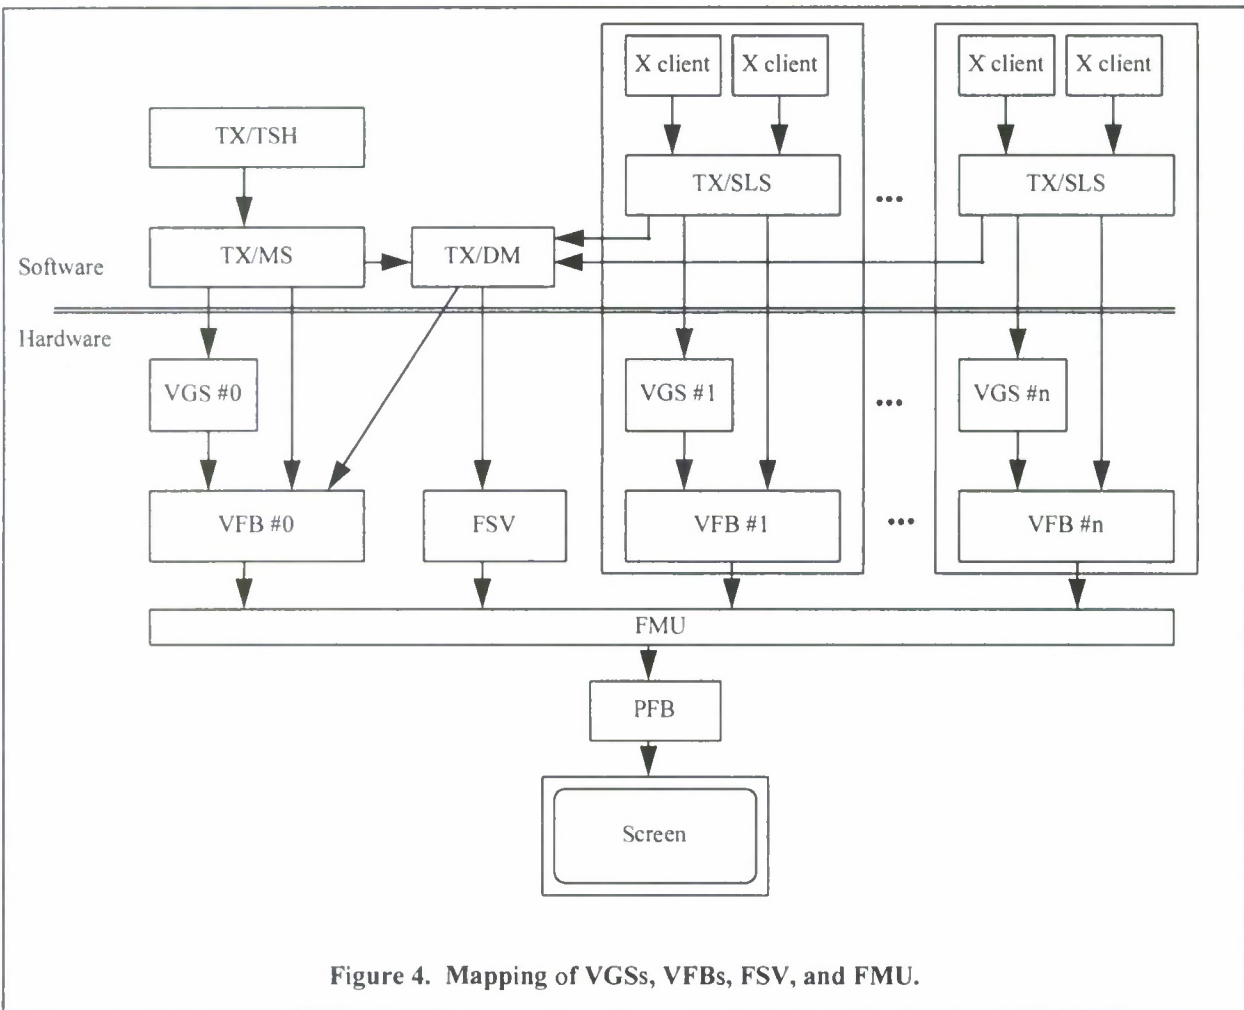 X client X client X client X client
TX/TSH
TX/SLS ... TX/SLS
TX/MS TX/DM
Software
Hardware
VGS #0 VGS #1 ... VGS #n
VFB #0 FSV VFB #1 ... VFB #n
FMU
PFB
Screen
Figure 4. Mapping of VGSs, VFBs, FSV, and FMU.